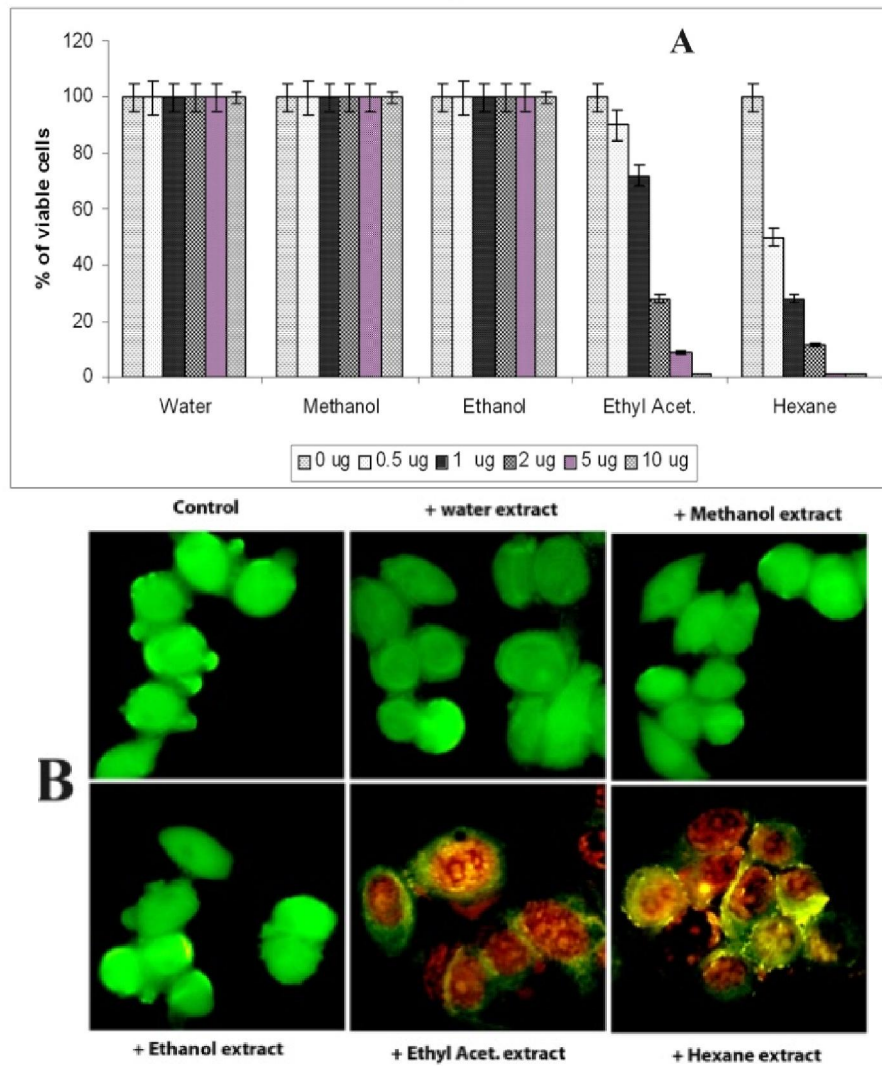 A
120
100
80
60
40
20
0
% of viable cells
Water Methanol Ethanol Ethyl Acet. Hexane
0 ug 0.5 ug 1 ug 2 ug 5 ug 10 ug
Control + water extract + Methanol extract
B
+ Ethanol extract + Ethyl Acet. extract + Hexane extract